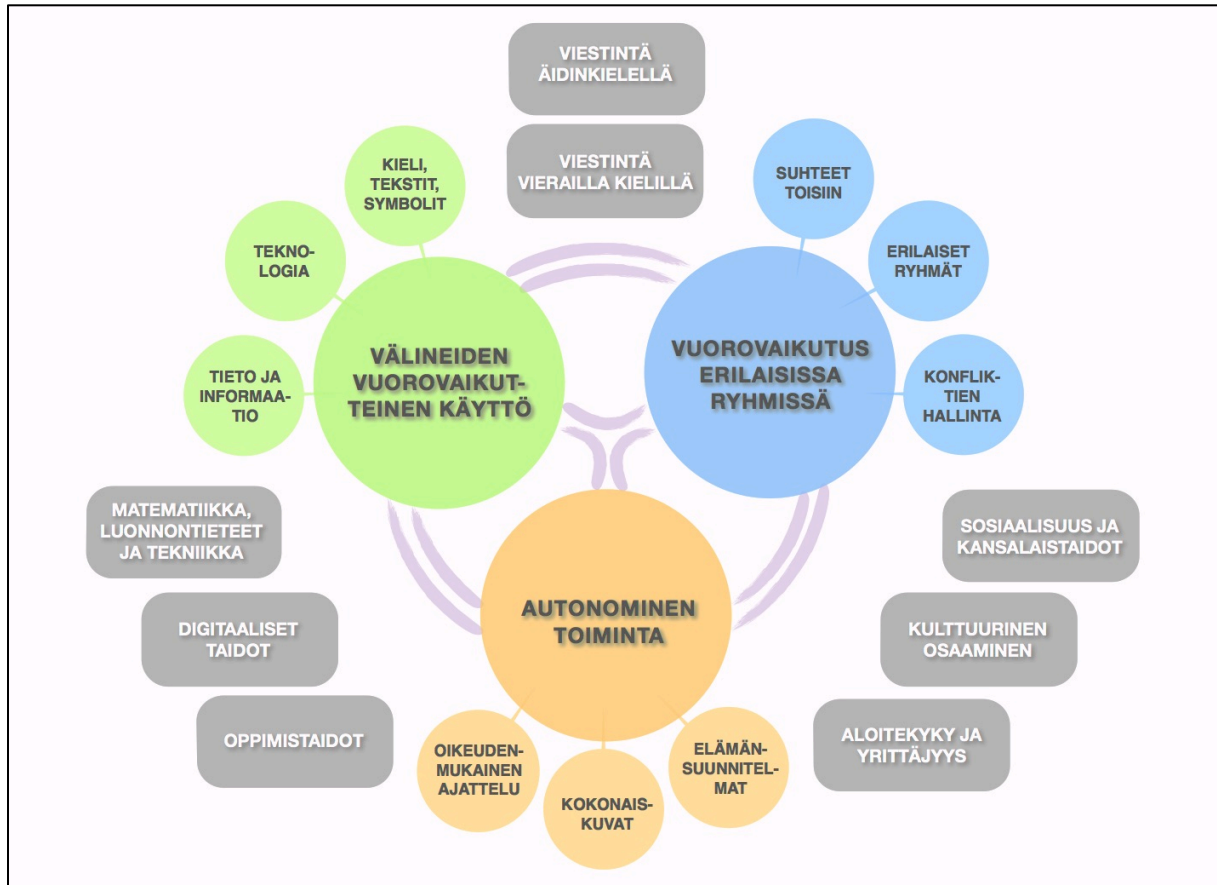 VIESTINTÄ
ÄIDINKIELELLÄ
VIESTINTÄ
VIERAILLA KIELILLÄ
KIELI,
TEKSTIT,
SYMBOLIT
TEKNO-
LOGIA
TIETO JA
INFORMAA-
TIO
VÄLINEIDEN
VUOROVAIKUT-
TEINEN KÄYTTÖ
SUHTEET
TOISIIN
ERILAISET
RYHMÄT
KONFLIK-
TIEN
HALLINTA
VUOROVAIKUTUS
ERILAISISSA
RYHMISSÄ
MATEMATIIKKA,
LUONNONTIETEET
JA TEKNIIKKA
DIGITAALISET
TAIDOT
OPPIMISTAIDOT
AUTONOMINEN
TOIMINTA
OIKEUDEN-
MUKAINEN
AJATTELU
KOKONAIS-
KUVAT
ELÄMÄN-
SUUNNITEL-
MAT
SOSIAALISUUS JA
KANSALAISTAIDOT
KULTTUURINEN
OSAAMINEN
ALOITEKYKY JA
YRITTÄJYYS